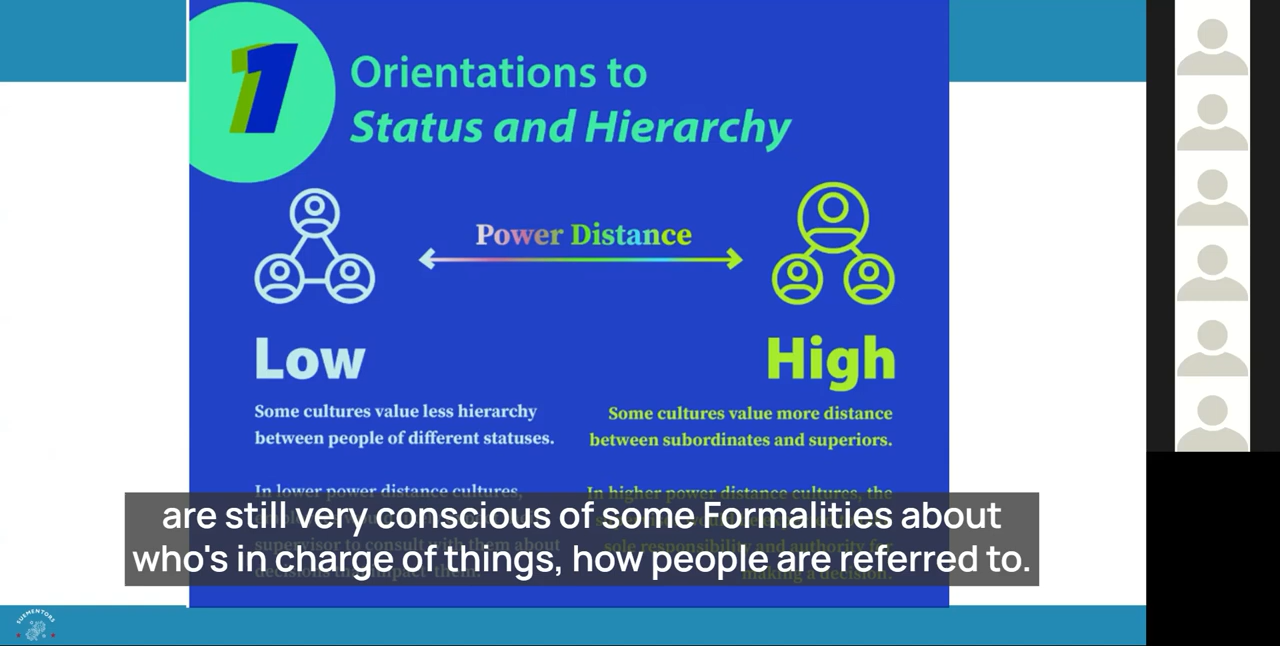 1
Orientations to
Status and Hierarchy
Power Distance
Low
High
Some cultures value less hierarchy
between people of different statuses.
Some cultures value more distance
between subordinates and superiors.
In lower power distance cultures,
supervisor to consult with them about
decisions that impact them.
In higher power distance cultures, the
sole responsibility and authority for
making a decision.
are still very conscious of some Formalities about
who's in charge of things, how people are referred to.
SUEMENTORS